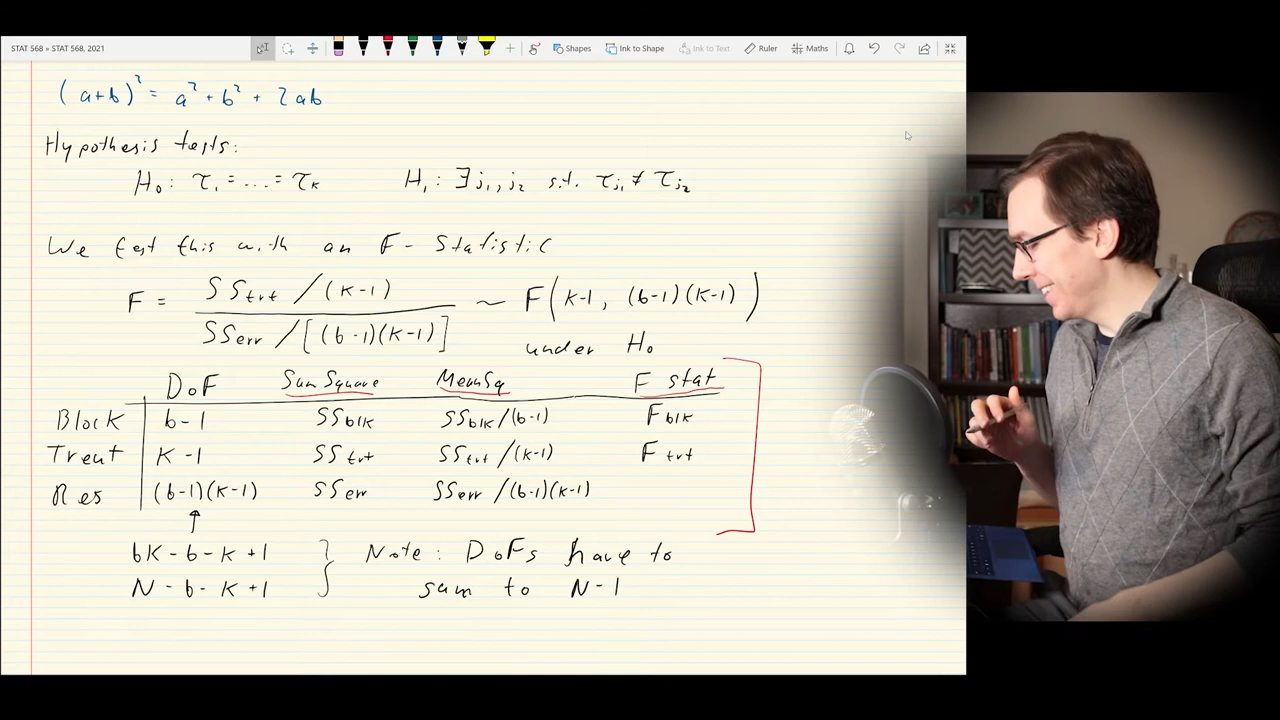 STAT 568 » STAT 568, 2021
Shapes Ink to Shape Ink to Text Ruler Maths
(a+b)² = a² + b² + 2ab
Hypothesis tests:
H₀: τ₁ = ... = τₖ H₁: ∃ j₁, j₂ s.t. τⱼ₁ ≠ τⱼ₂
We test this with an F-Statistic
F = SStrt /(k-1) / SSerr /[(b-1)(k-1)] ~ F(k-1, (b-1)(k-1))
under H₀
DoF Sum Square Mean Sq F stat
Block b-1 SSblk SSblk/(b-1) Fblk
Treat k-1 SStrt SStrt/(k-1) Ftrt
Res (b-1)(k-1) SSerr SSerr/(b-1)(k-1)
↑
bk-b-k+1 } Note: DoFs have to
N-b-k+1 sum to N-1